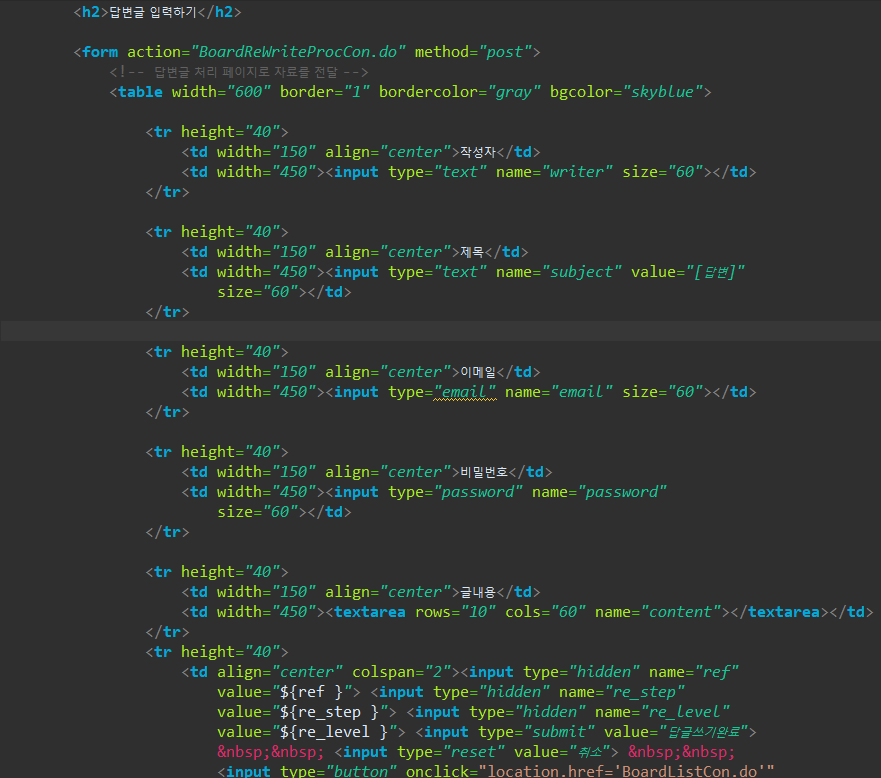 <h2>답변글 입력하기</h2>
<form action="BoardReWriteProcCon.do" method="post">
<!-- 답변글 처리 페이지로 자료를 전달 -->
<table width="600" border="1" bordercolor="gray" bgcolor="skyblue">
<tr height="40">
<td width="150" align="center">작성자</td>
<td width="450"><input type="text" name="writer" size="60"></td>
</tr>
<tr height="40">
<td width="150" align="center">제목</td>
<td width="450"><input type="text" name="subject" value="[답변]"
size="60"></td>
</tr>
<tr height="40">
<td width="150" align="center">이메일</td>
<td width="450"><input type="email" name="email" size="60"></td>
</tr>
<tr height="40">
<td width="150" align="center">비밀번호</td>
<td width="450"><input type="password" name="password"
size="60"></td>
</tr>
<tr height="40">
<td width="150" align="center">글내용</td>
<td width="450"><textarea rows="10" cols="60" name="content"></textarea></td>
</tr>
<tr height="40">
<td align="center" colspan="2"><input type="hidden" name="ref"
value="${ref }"> <input type="hidden" name="re_step"
value="${re_step }"> <input type="hidden" name="re_level"
value="${re_level }"> <input type="submit" value="답글쓰기완료">
&nbsp;&nbsp; <input type="reset" value="취소"> &nbsp;&nbsp;
<input type="button" onclick="location.href='BoardListCon.do'"